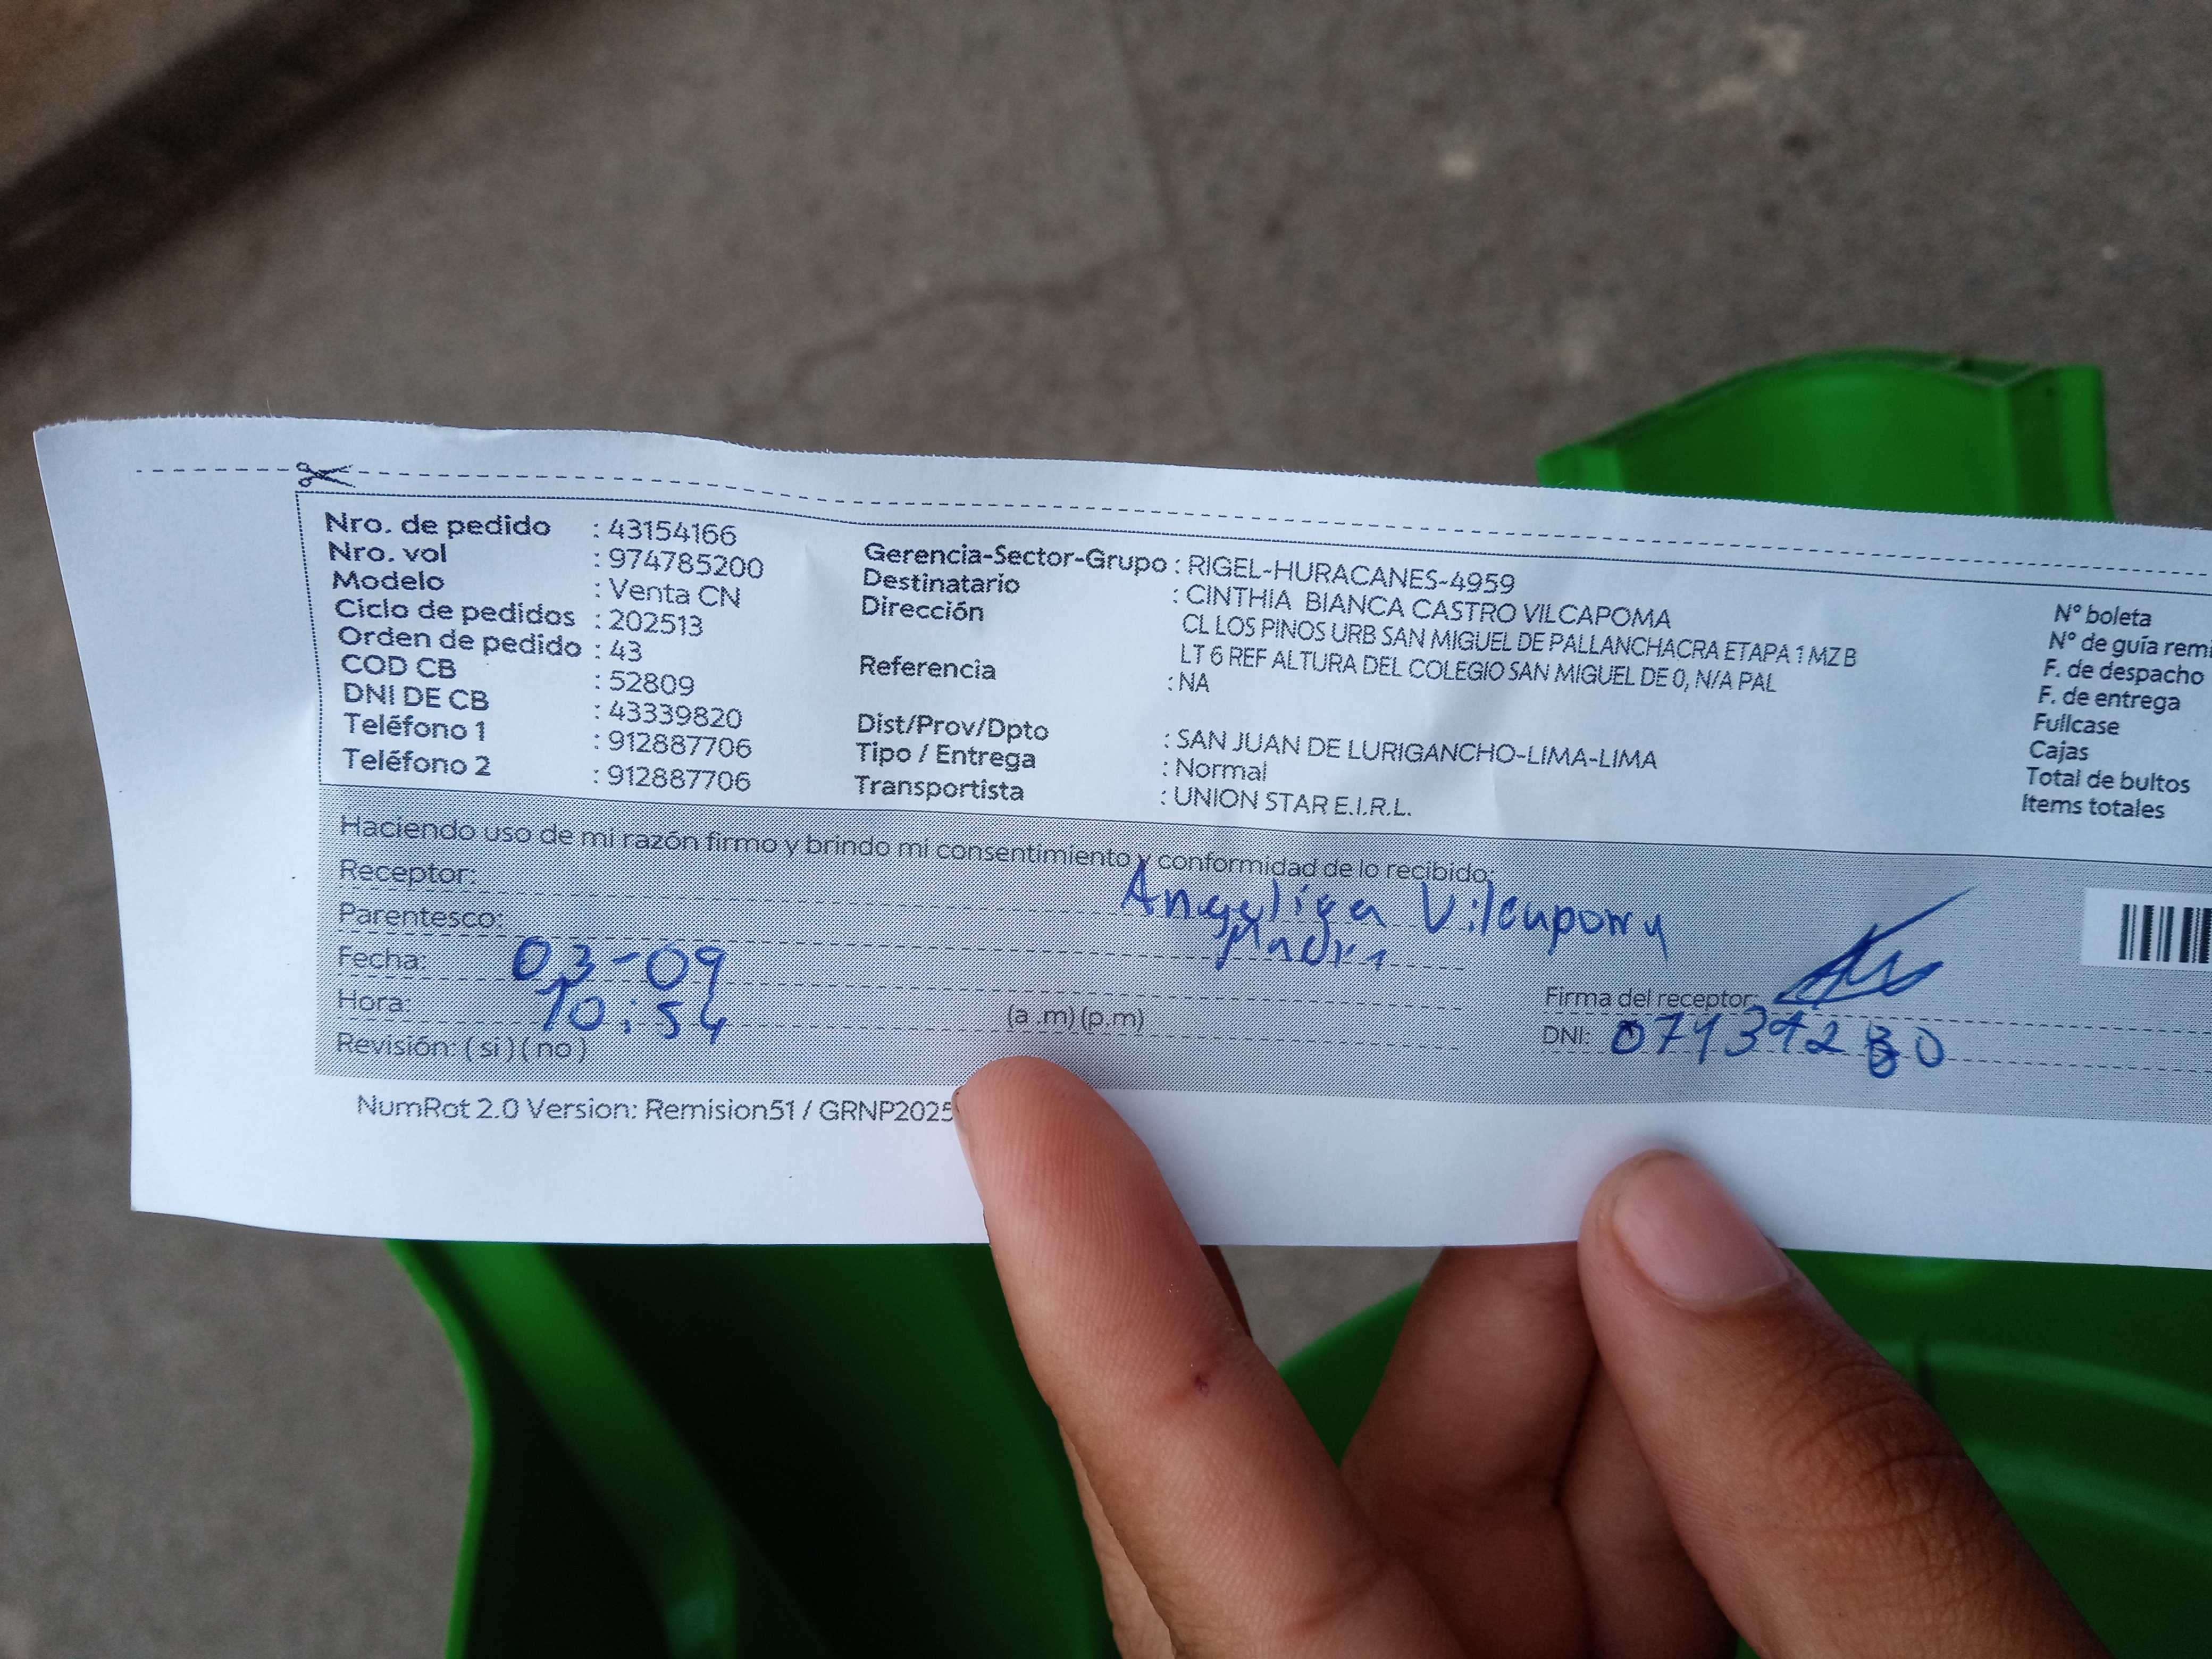 Nro. de pedido : 43154166
Nro. vol : 974785200
Modelo : Venta CN
Ciclo de pedidos : 202513
Orden de pedido : 43
COD CB : 52809
DNI DE CB : 43339820
Teléfono 1 : 912887706
Teléfono 2 : 912887706
Gerencia-Sector-Grupo : RIGEL-HURACANES-4959
Destinatario : CINTHIA BIANCA CASTRO VILCAPOMA
Dirección CL LOS PINOS URB SAN MIGUEL DE PALLANCHACRA ETAPA 1 MZ B
LT 6 REF ALTURA DEL COLEGIO SAN MIGUEL DE 0, N/A PAL
Referencia : NA
Dist/Prov/Dpto : SAN JUAN DE LURIGANCHO-LIMA-LIMA
Tipo / Entrega : Normal
Transportista : UNION STAR E.I.R.L.
N° boleta
N° de guía remi
F. de despacho
F. de entrega
Fullcase
Cajas
Total de bultos
Items totales
Haciendo uso de mi razón firmo y brindo mi consentimiento y conformidad de lo recibido:
Receptor:
Parentesco:
Fecha: 03-09
Hora: 10:54 (a .m) (p.m)
Revisión: ( si ) ( no )
Firma del receptor:
DNI:
NumRot 2.0 Version: Remision51 / GRNP2025